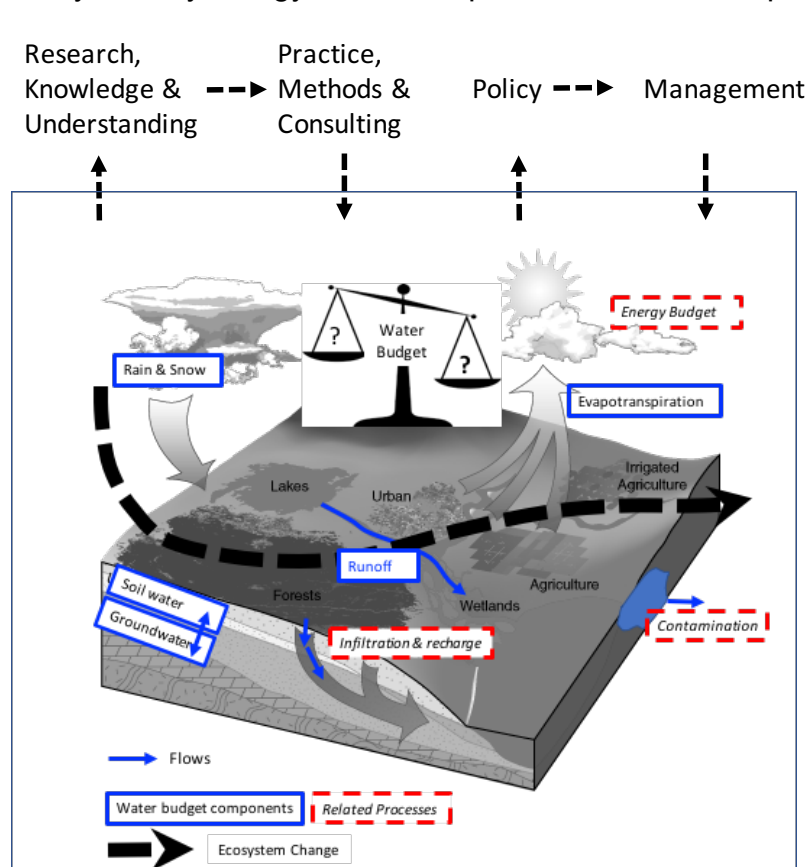 Research,
Knowledge &
Understanding
Practice,
Methods &
Consulting
Policy
Management
?
Water
Budget
?
Energy Budget
Rain & Snow
Evapotranspiration
Irrigated
Agriculture
Lakes
Urban
Runoff
Agriculture
Soil water
Forests
Wetlands
Groundwater
Infiltration & recharge
Contamination
Flows
Water budget components
Related Processes
Ecosystem Change